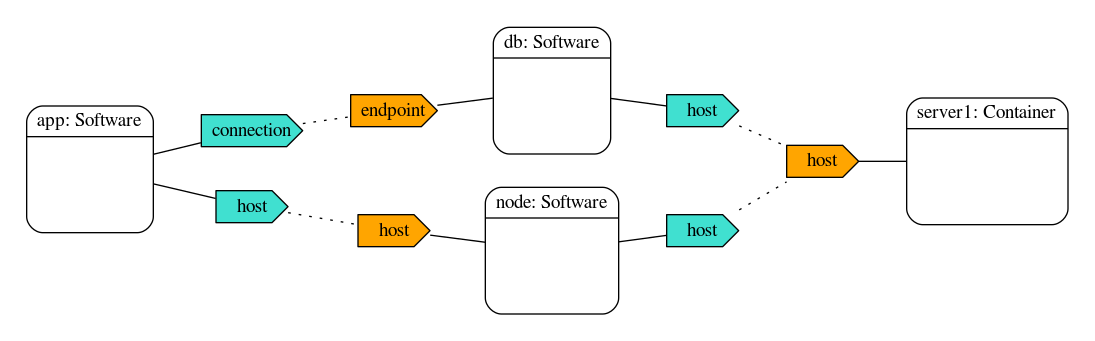 db: Software
endpoint
host
app: Software
connection
server1: Container
host
host
node: Software
host
host